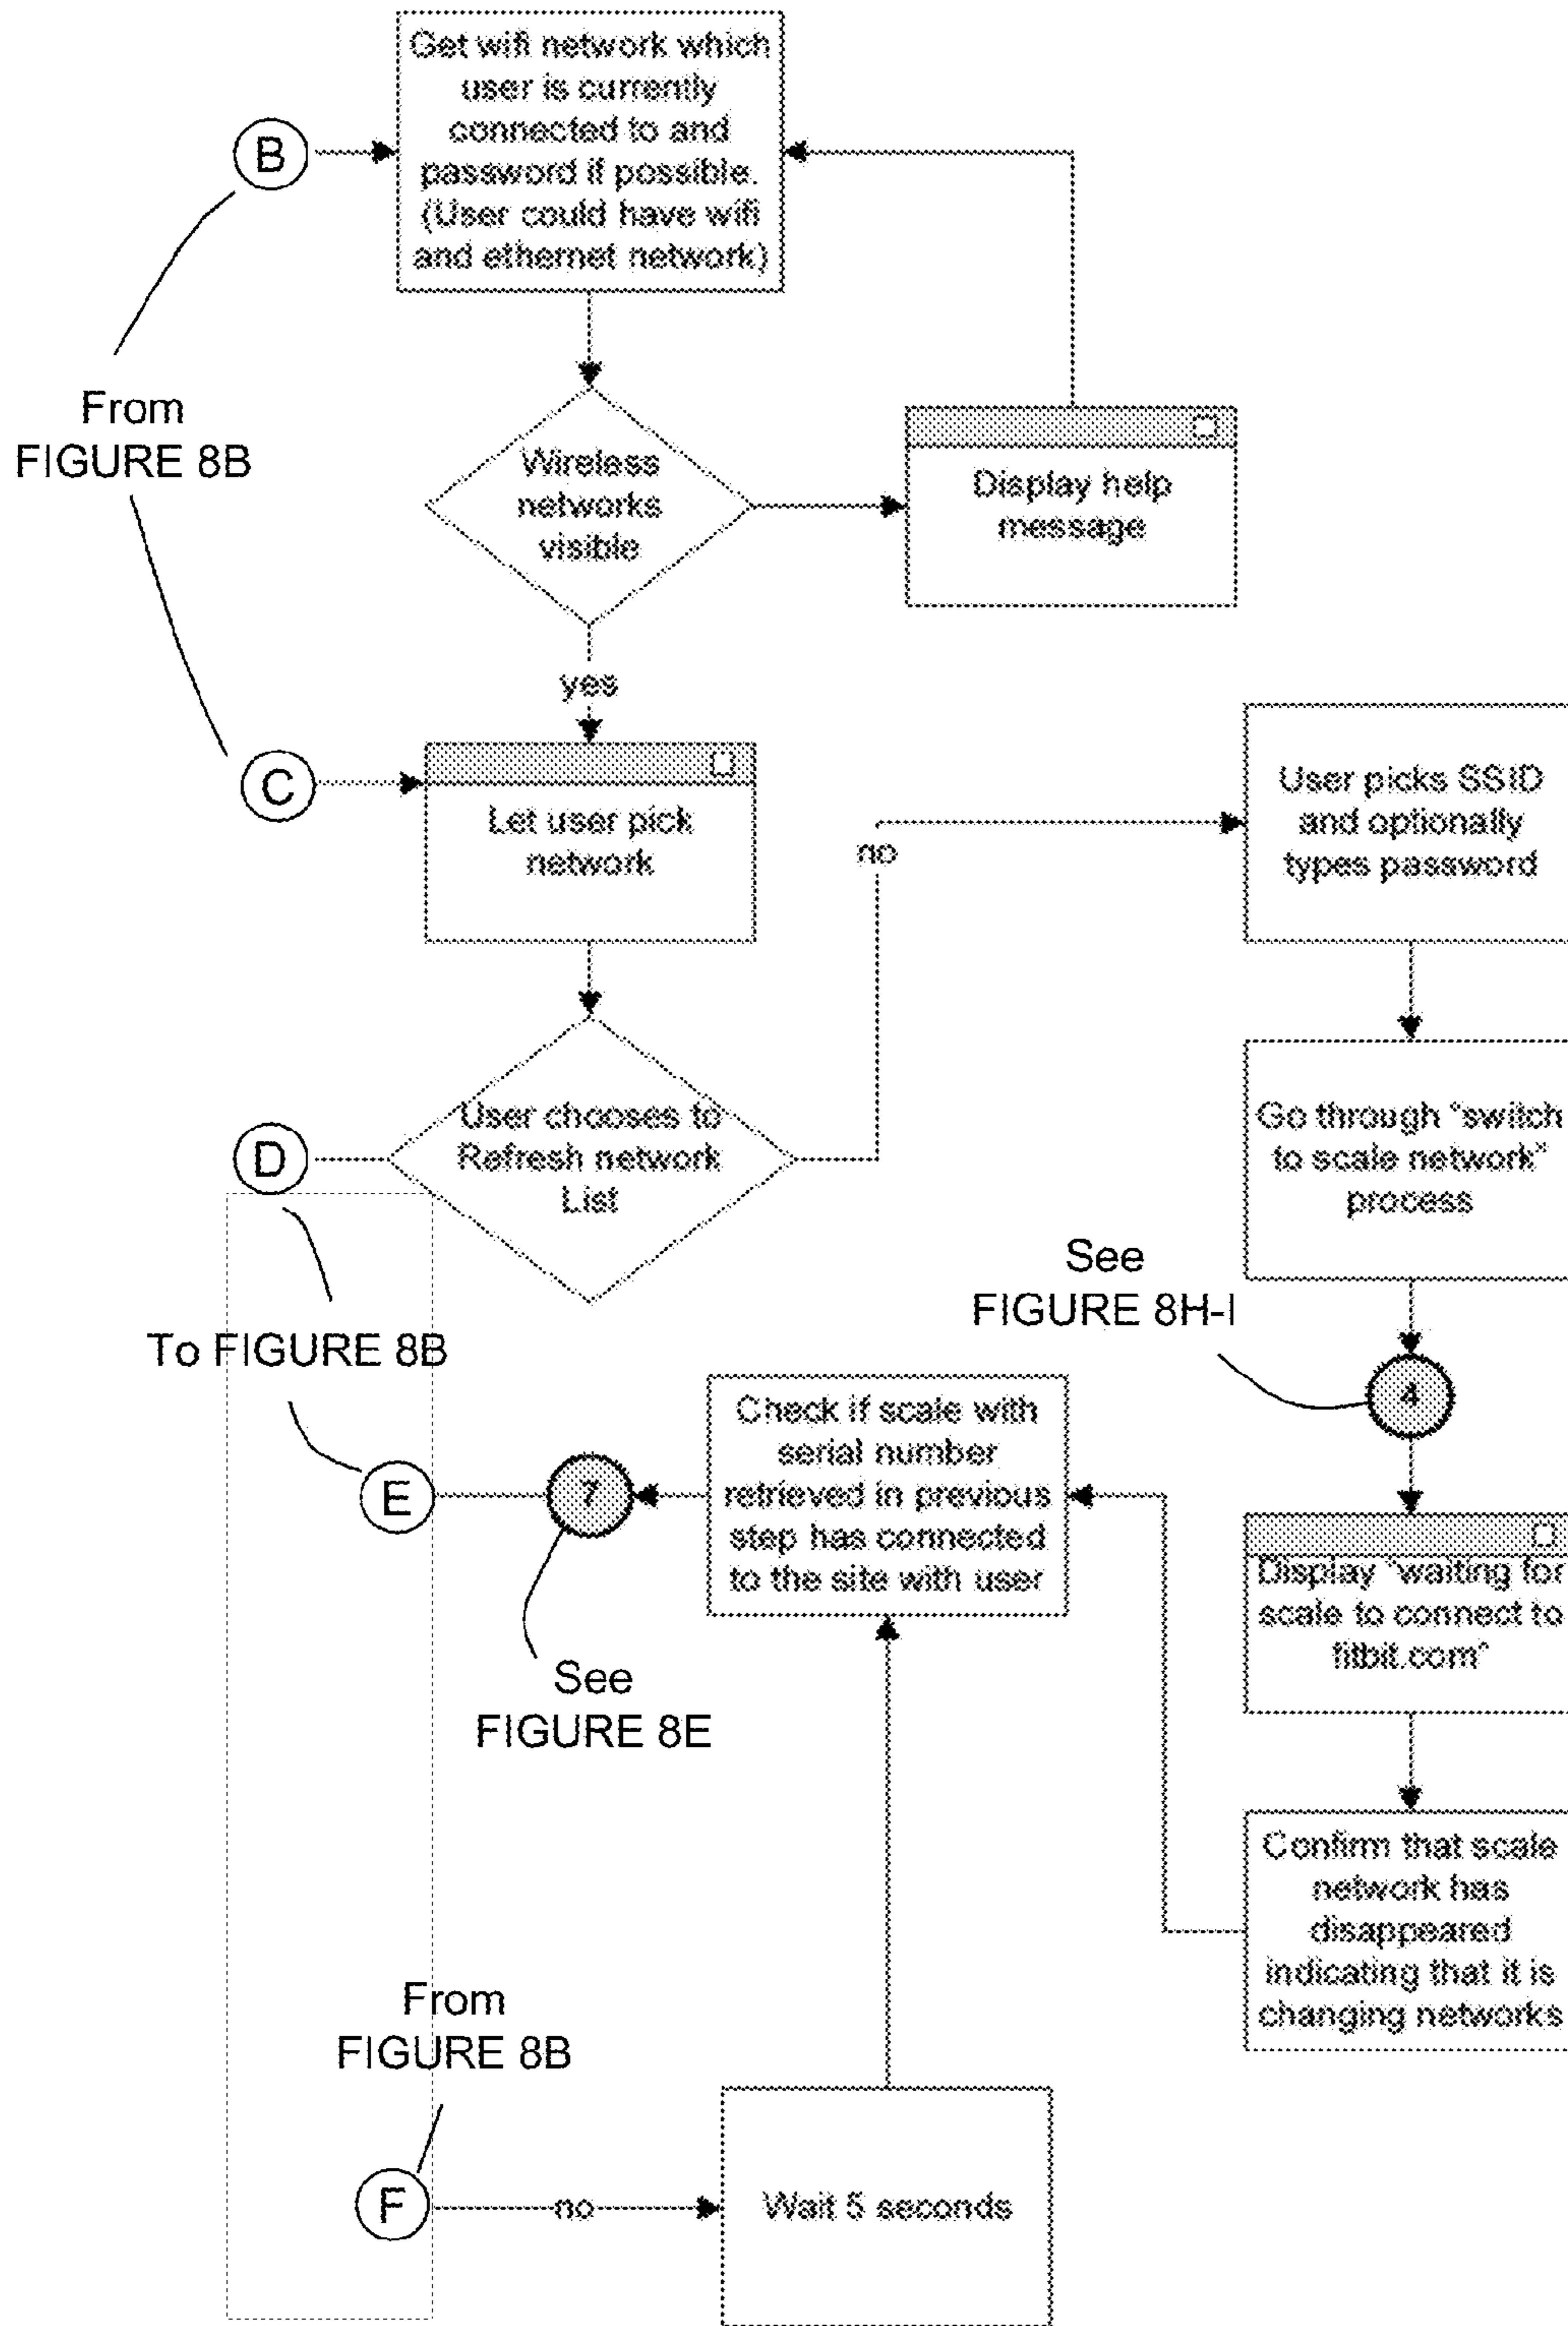 Get wifi network which
user is currently
connected to and
password if possible.
(User could have wifi
and ethernet network)
B
From
FIGURE 8B
Wireless
networks
visible
Display help
message
yes
C
Let user pick
network
no
User picks SSID
and optionally
types password
D
User chooses to
Refresh network
List
Go through "switch
to scale network"
process
See
FIGURE 8H-I
To FIGURE 8B
4
Check if scale with
serial number
retrieved in previous
step has connected
to the site with user
E
7
Display "waiting for
scale to connect to
fitbit.com"
See
FIGURE 8E
Confirm that scale
network has
disappeared
indicating that it is
changing networks
From
FIGURE 8B
F
no
Wait 5 seconds